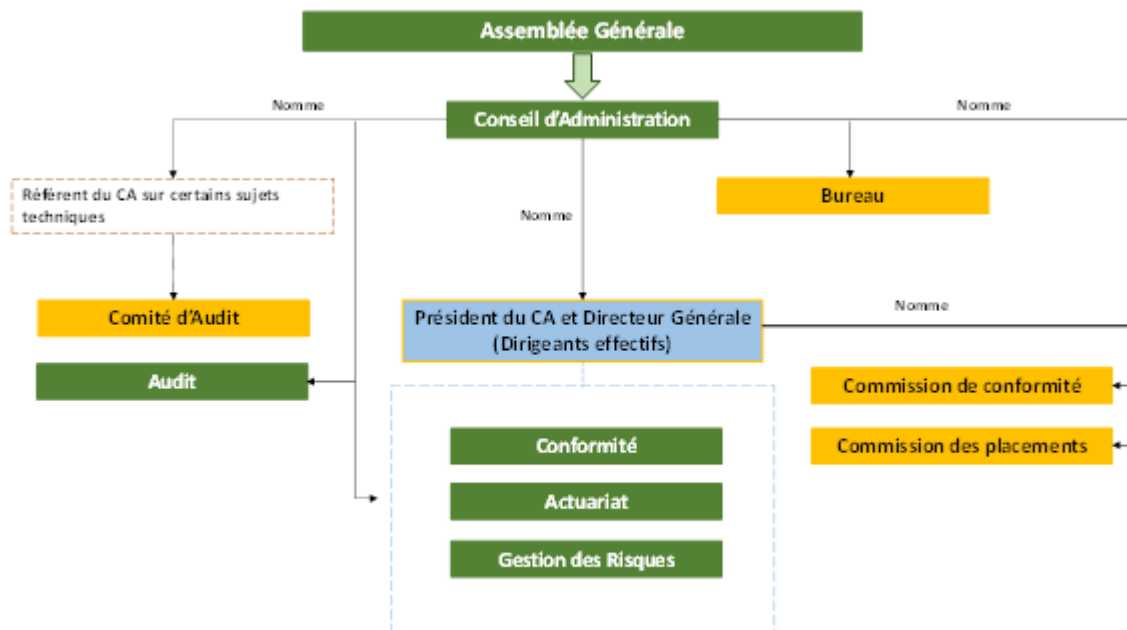 Assemblée Générale
Nomme
Nomme
Conseil d'Administration
Référent du CA sur certains sujets
techniques
Bureau
Nomme
Comité d'Audit
Président du CA et Directeur Générale
(Dirigeants effectifs)
Nomme
Audit
Commission de conformité
Conformité
Commission des placements
Actuariat
Gestion des Risques